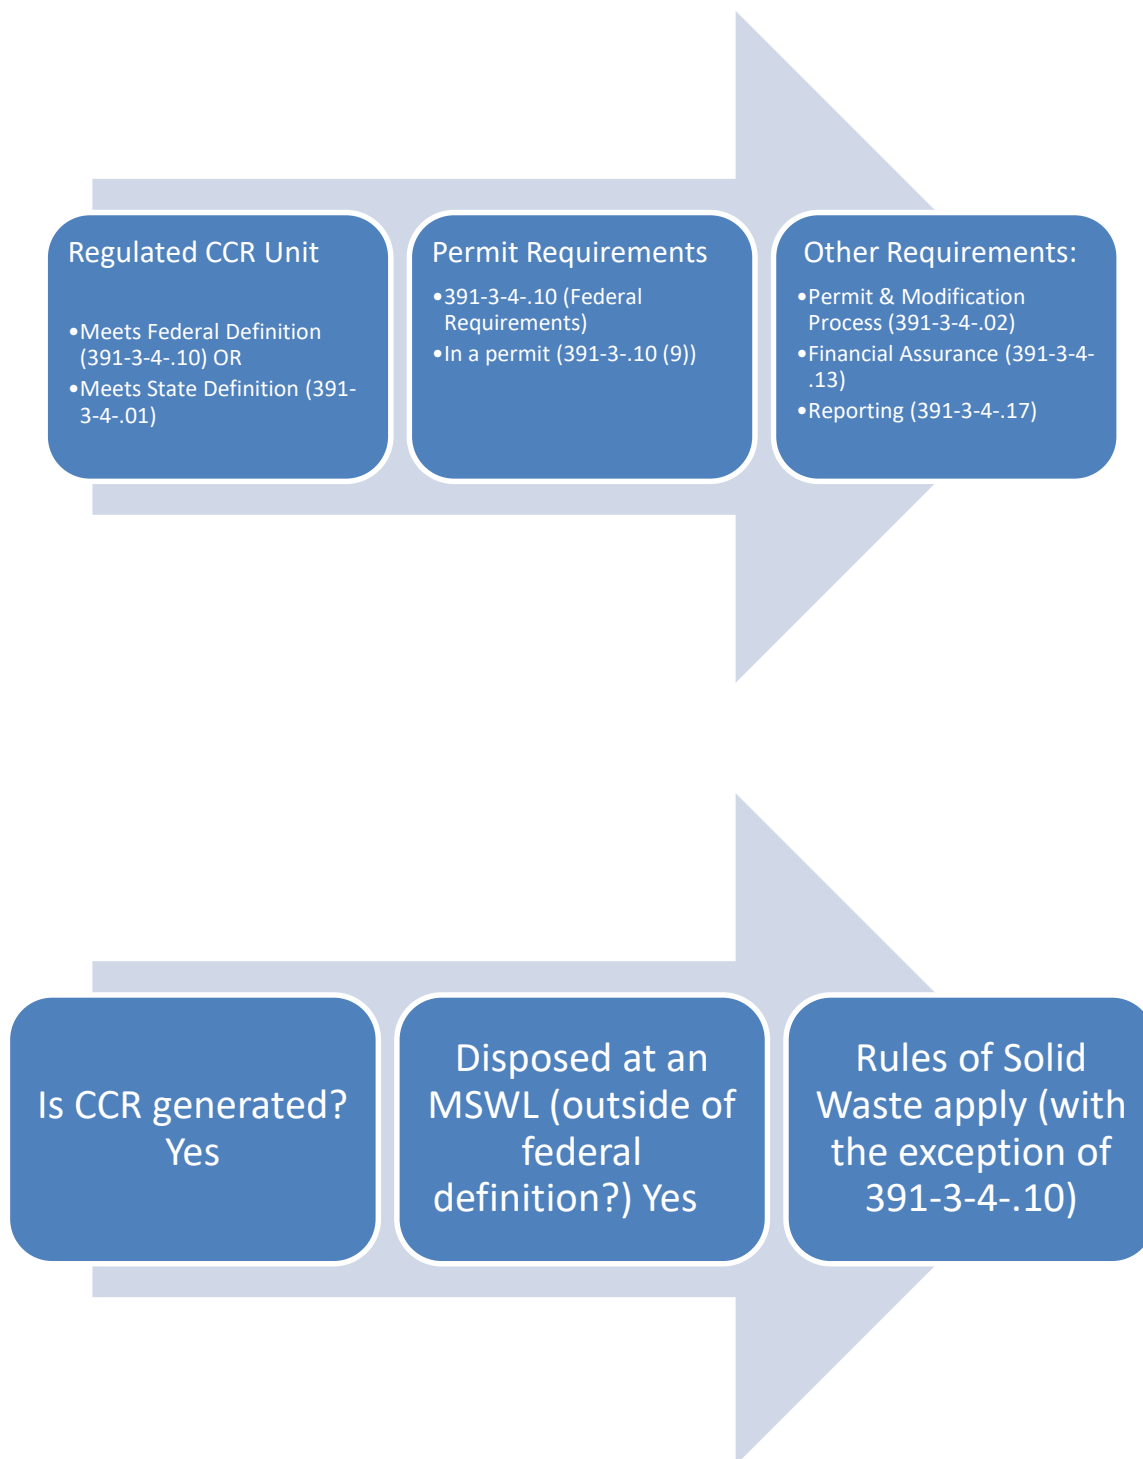 Regulated CCR Unit
•Meets Federal Definition
(391-3-4-.10) OR
•Meets State Definition (391-
3-4-.01)
Permit Requirements
•391-3-4-.10 (Federal
Requirements)
•In a permit (391-3-.10 (9))
Other Requirements:
•Permit & Modification
Process (391-3-4-.02)
•Financial Assurance (391-3-4-
.13)
•Reporting (391-3-4-.17)
Is CCR generated?
Yes
Disposed at an
MSWL (outside of
federal
definition?) Yes
Rules of Solid
Waste apply (with
the exception of
391-3-4-.10)